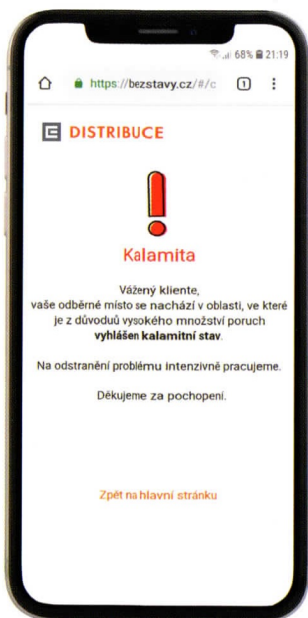 68% 21:19
https://bezstavy.cz/#/c 1
DISTRIBUCE
Kalamita
Vážený kliente,
vaše odběrné místo se nachází v oblasti, ve které
je z důvoduů vysokého množství poruch
vyhlášen kalamitní stav.
Na odstranění problému intenzivně pracujeme.
Děkujeme za pochopení.
Zpět na hlavní stránku